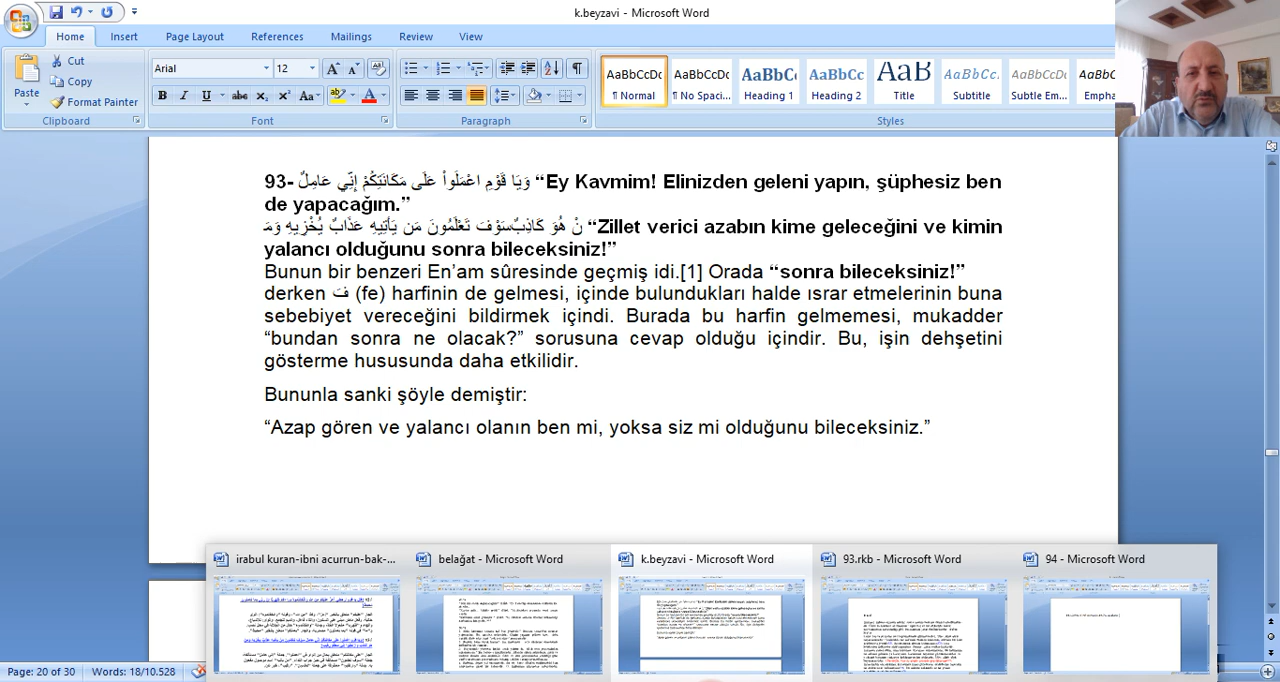 k.beyzavi - Microsoft Word
Home Insert Page Layout References Mailings Review View
Paste Cut Copy Format Painter
Arial 12
AaBbCcDc AaBbCcDc AaBbC AaBbCc AaB AaBbCc. AaBbCcDc AaBbC
¶ Normal ¶ No Spaci... Heading 1 Heading 2 Title Subtitle Subtle Em... Empha
Clipboard Font Paragraph Styles
93- وَيَا قَوْمِ اعْمَلُواْ عَلَى مَكَانَتِكُمْ إِنِّي عَامِلٌ “Ey Kavmim! Elinizden geleni yapın, şüphesiz ben
de yapacağım.”
نْ هُوَ كَاذِبٌسَوْفَ تَعْلَمُونَ مَن يَأْتِيهِ عَذَابٌ يُخْزِيهِ وَمَ “Zillet verici azabın kime geleceğini ve kimin
yalancı olduğunu sonra bileceksiniz!”
Bunun bir benzeri En’am sûresinde geçmiş idi.[1] Orada “sonra bileceksiniz!”
derken فَ (fe) harfinin de gelmesi, içinde bulundukları halde ısrar etmelerinin buna
sebebiyet vereceğini bildirmek içindi. Burada bu harfin gelmemesi, mukadder
“bundan sonra ne olacak?” sorusuna cevap olduğu içindir. Bu, işin dehşetini
gösterme hususunda daha etkilidir.
Bununla sanki şöyle demiştir:
“Azap gören ve yalancı olanın ben mi, yoksa siz mi olduğunu bileceksiniz.”
irabul kuran-ibni acurrun-bak-... belağat - Microsoft Word k.beyzavi - Microsoft Word 93.rkb - Microsoft Word 94 - Microsoft Word
Page: 20 of 30 Words: 18/10.528